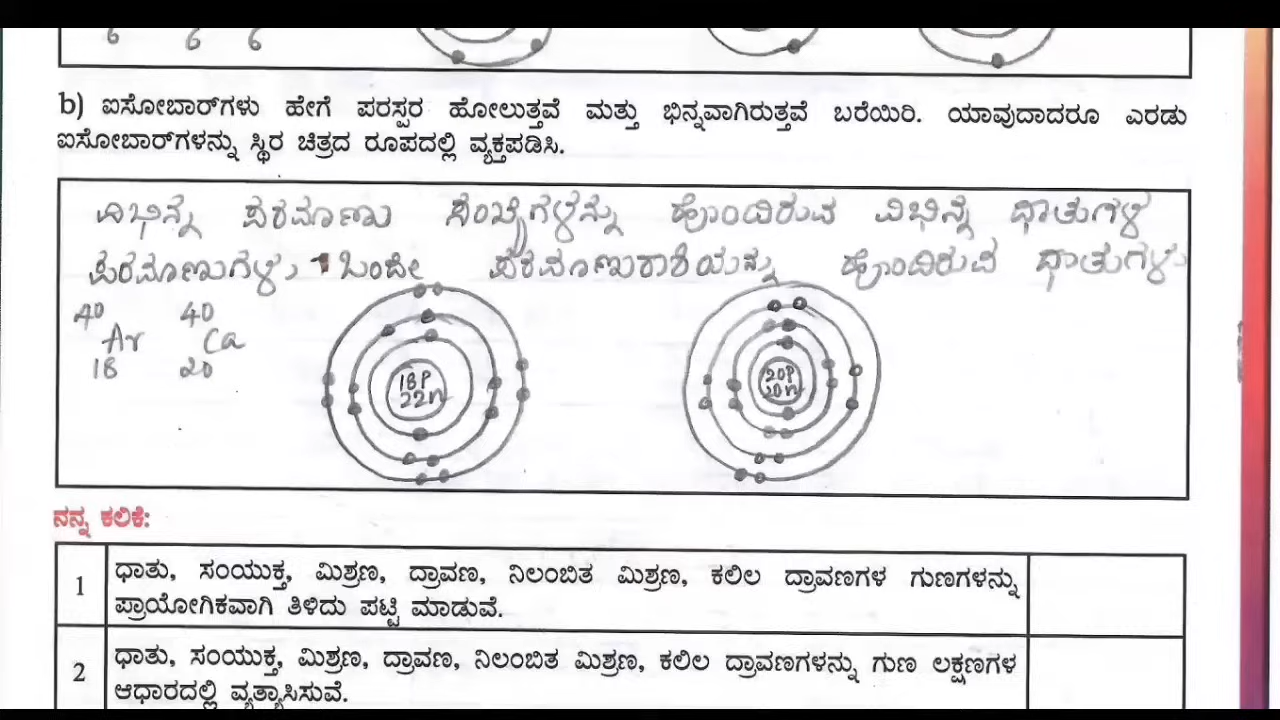 6 6 6
b) ಐಸೋಬಾರ್‌ಗಳು ಹೇಗೆ ಪರಸ್ಪರ ಹೋಲುತ್ತವೆ ಮತ್ತು ಭಿನ್ನವಾಗಿರುತ್ತವೆ ಬರೆಯಿರಿ. ಯಾವುದಾದರೂ ಎರಡು
ಐಸೋಬಾರ್‌ಗಳನ್ನು ಸ್ಥಿರ ಚಿತ್ರದ ರೂಪದಲ್ಲಿ ವ್ಯಕ್ತಪಡಿಸಿ.
ವಿಭಿನ್ನ ಪರಮಾಣು ಸಂಖ್ಯೆಗಳನ್ನು ಹೊಂದಿರುವ ವಿಭಿನ್ನ ಧಾತುಗಳ
ಪರಮಾಣುಗಳು, ಒಂದೇ ಪರಮಾಣುರಾಶಿಯನ್ನು ಹೊಂದಿರುವ ಧಾತುಗಳು
40 40
Ar Ca
18 20
18P 20P
22n 20n
ನನ್ನ ಕಲಿಕೆ:
1 ಧಾತು, ಸಂಯುಕ್ತ, ಮಿಶ್ರಣ, ದ್ರಾವಣ, ನಿಲಂಬಿತ ಮಿಶ್ರಣ, ಕಲಿಲ ದ್ರಾವಣಗಳ ಗುಣಗಳನ್ನು
ಪ್ರಾಯೋಗಿಕವಾಗಿ ತಿಳಿದು ಪಟ್ಟಿ ಮಾಡುವೆ.
2 ಧಾತು, ಸಂಯುಕ್ತ, ಮಿಶ್ರಣ, ದ್ರಾವಣ, ನಿಲಂಬಿತ ಮಿಶ್ರಣ, ಕಲಿಲ ದ್ರಾವಣಗಳನ್ನು ಗುಣ ಲಕ್ಷಣಗಳ
ಆಧಾರದಲ್ಲಿ ವ್ಯತ್ಯಾಸಿಸುವೆ.